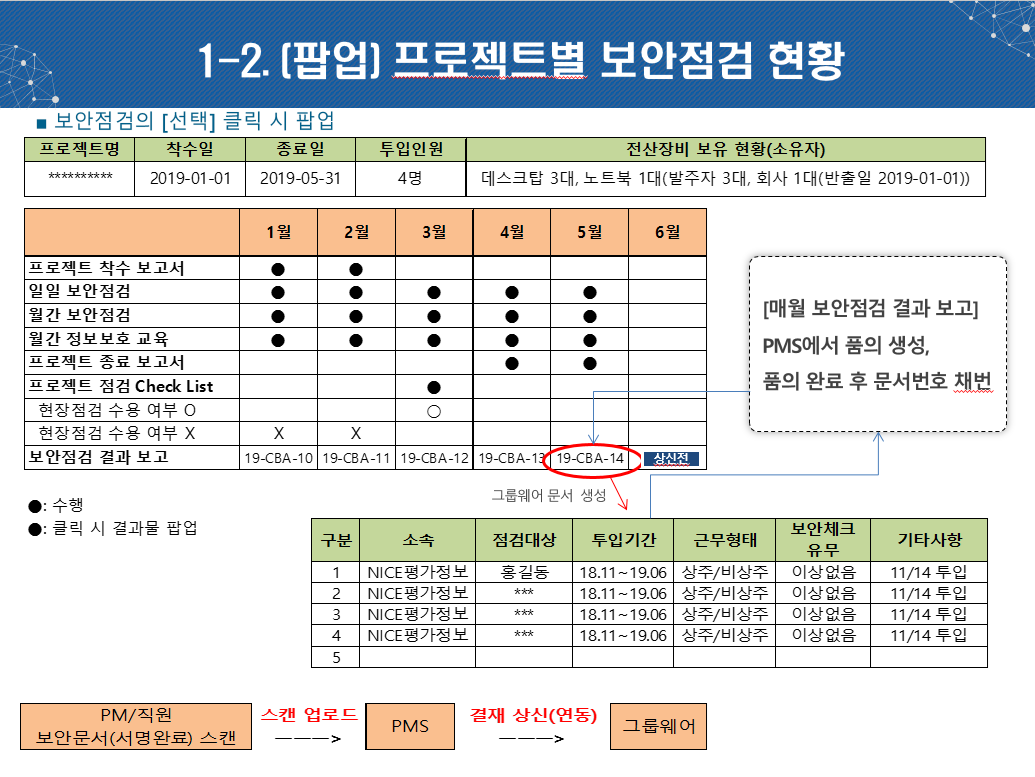 1-2. (팝업) 프로젝트별 보안점검 현황
■ 보안점검의 [선택] 클릭 시 팝업
프로젝트명 착수일 종료일 투입인원 전산장비 보유 현황(소유자)
********** 2019-01-01 2019-05-31 4명 데스크탑 3대, 노트북 1대(발주자 3대, 회사 1대(반출일 2019-01-01))
1월 2월 3월 4월 5월 6월
프로젝트 착수 보고서 ● ●
일일 보안점검 ● ● ● ● ●
월간 보안점검 ● ● ● ● ●
월간 정보보호 교육 ● ● ● ● ●
프로젝트 종료 보고서 ● ●
프로젝트 점검 Check List ●
현장점검 수용 여부 O ○
현장점검 수용 여부 X X X
보안점검 결과 보고 19-CBA-10 19-CBA-11 19-CBA-12 19-CBA-13 19-CBA-14 상신전
[매월 보안점검 결과 보고]
PMS에서 품의 생성,
품의 완료 후 문서번호 채번
그룹웨어 문서 생성
●: 수행
●: 클릭 시 결과물 팝업
구분 소속 점검대상 투입기간 근무형태 보안체크 유무 기타사항
1 NICE평가정보 홍길동 18.11~19.06 상주/비상주 이상없음 11/14 투입
2 NICE평가정보 *** 18.11~19.06 상주/비상주 이상없음 11/14 투입
3 NICE평가정보 *** 18.11~19.06 상주/비상주 이상없음 11/14 투입
4 NICE평가정보 *** 18.11~19.06 상주/비상주 이상없음 11/14 투입
5
PM/직원
보안문서(서명완료) 스캔
스캔 업로드
———>
PMS
결재 상신(연동)
———>
그룹웨어